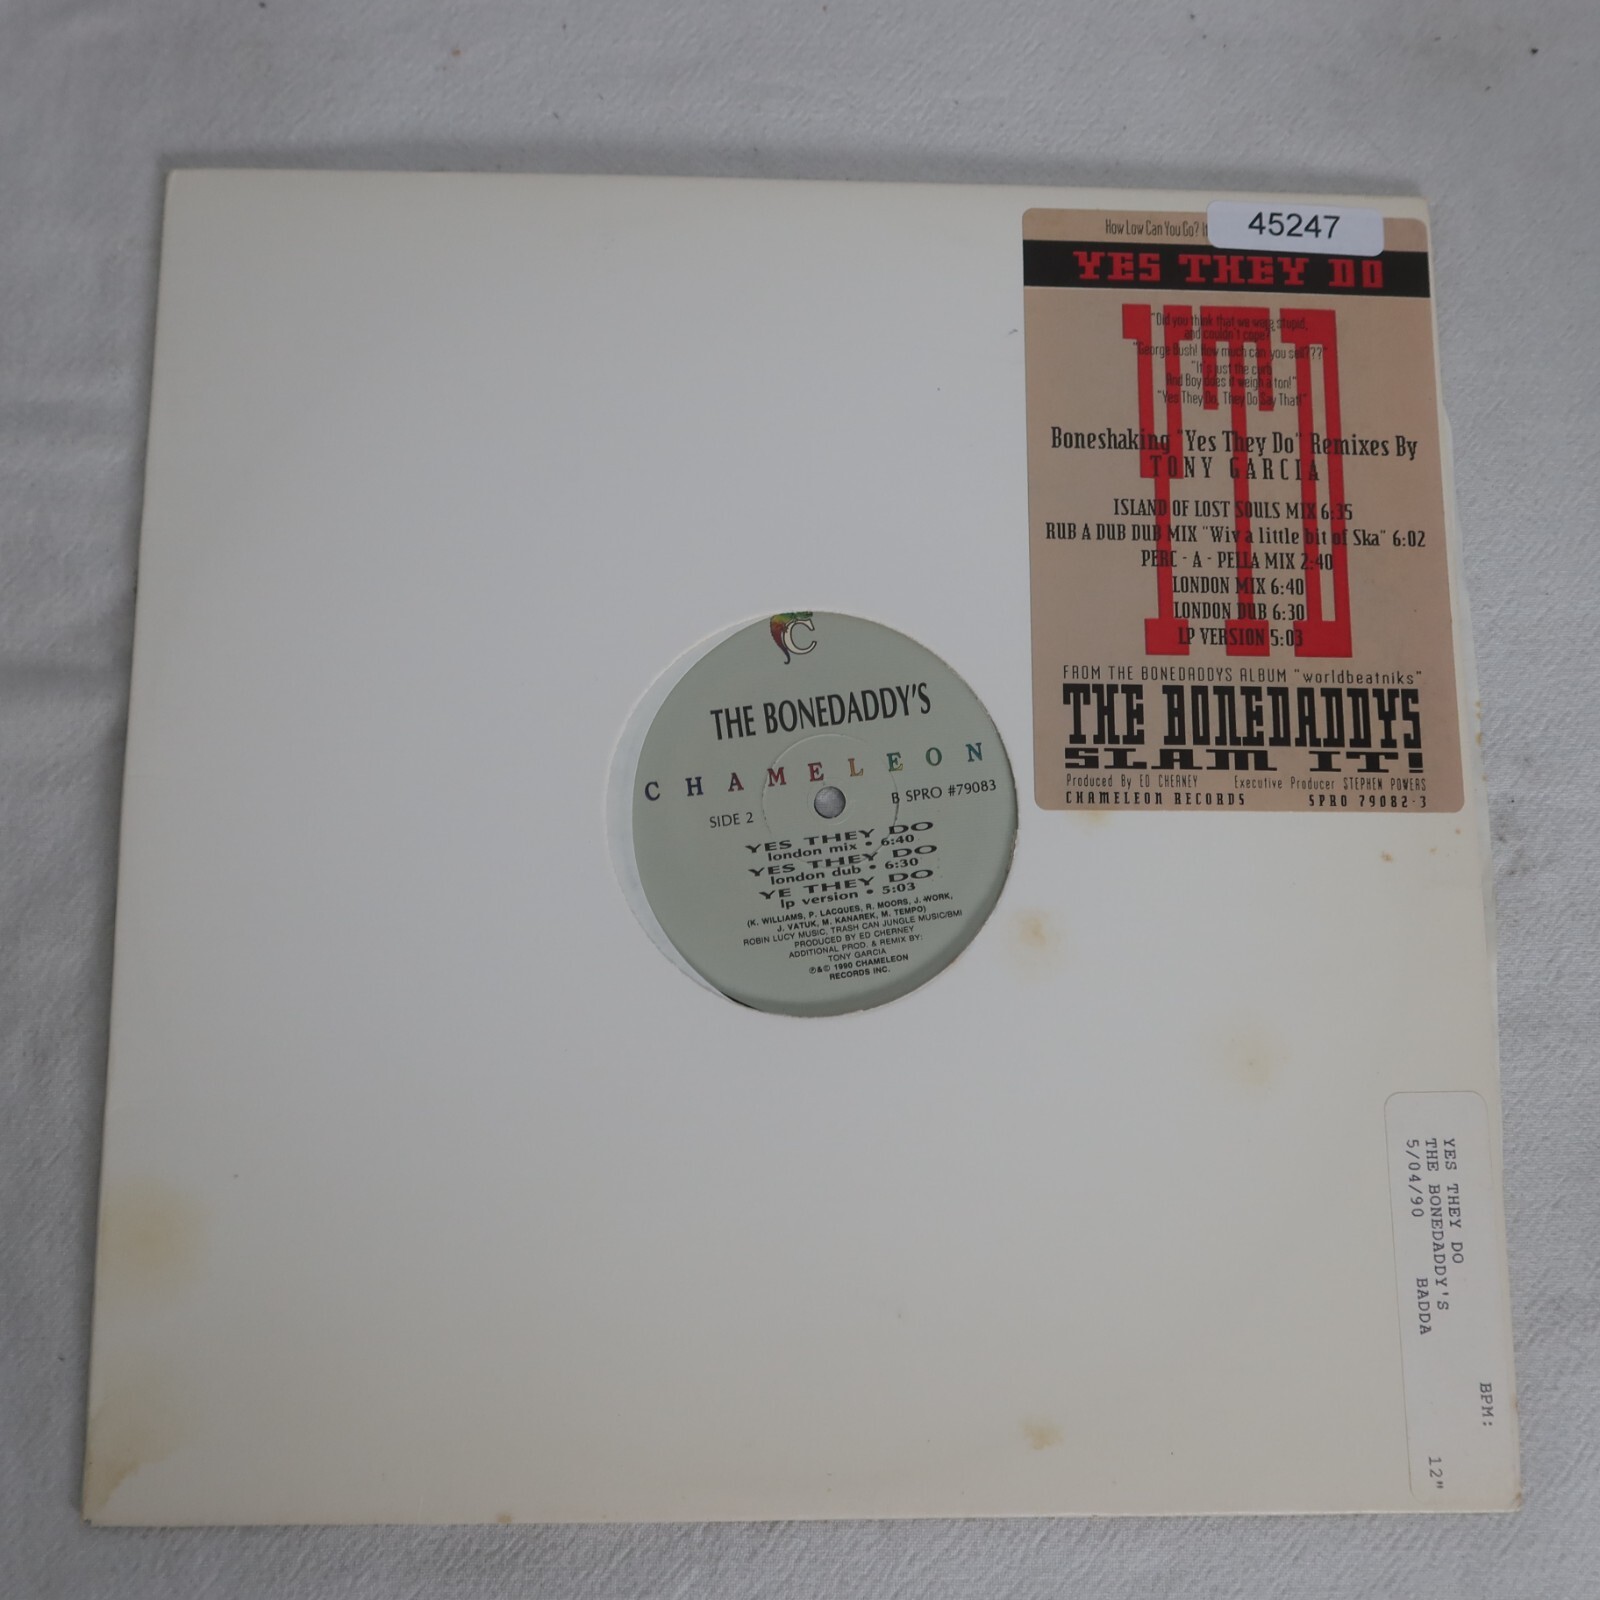 45247
How Low Can You Go?
YES THEY DO
YTD
"Did you think that we were stupid,
and couldn't cope?
"George Bush! How much can you sell???"
"It's just the curb
And Boy does it weigh a ton!"
"Yes They Do, They Do Say That!"
Boneshaking "Yes They Do" Remixes By
TONY GARCIA
ISLAND OF LOST SOULS MIX 6:35
RUB A DUB DUB MIX "Wiv a little bit of Ska" 6:02
PERC - A - PELLA MIX 2:40
LONDON MIX 6:40
LONDON DUB 6:30
LP VERSION 5:03
FROM THE BONEDADDYS ALBUM "worldbeatniks"
THE BONEDADDYS
SLAM IT!
Produced By ED CHERNEY Executive Producer STEPHEN POWERS
CHAMELEON RECORDS SPRO 79082-3
C
THE BONEDADDY'S
CHAMELEON
SIDE 2 B SPRO #79083
YES THEY DO
london mix • 6:40
YES THEY DO
london dub • 6:30
YE THEY DO
lp version • 5:03
(K. WILLIAMS, P. LACQUES, R. MOORS, J. WORK,
J. VATUK, M. KANAREK, M. TEMPO)
ROBIN LUCY MUSIC, TRASH CAN JUNGLE MUSIC/BMI
PRODUCED BY ED CHERNEY
ADDITIONAL PROD. & REMIX BY:
TONY GARCIA
℗&© 1990 CHAMELEON
RECORDS INC.
YES THEY DO
THE BONEDADDY'S
5/04/90 BADDA
BPM:
12"